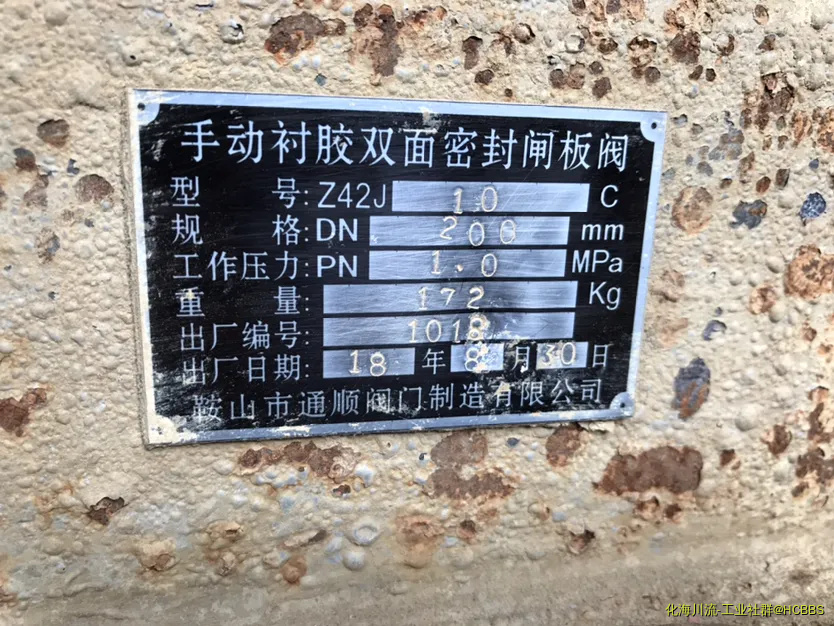 手动衬胶双面密封闸板阀
型 号: Z42J 10 C
规 格: DN 200 mm
工作压力: PN 1.0 MPa
重 量: 172 Kg
出厂编号: 1018
出厂日期: 18 年 8 月 30 日
鞍山市通顺阀门制造有限公司
化海川流-工业社群@HCBBS